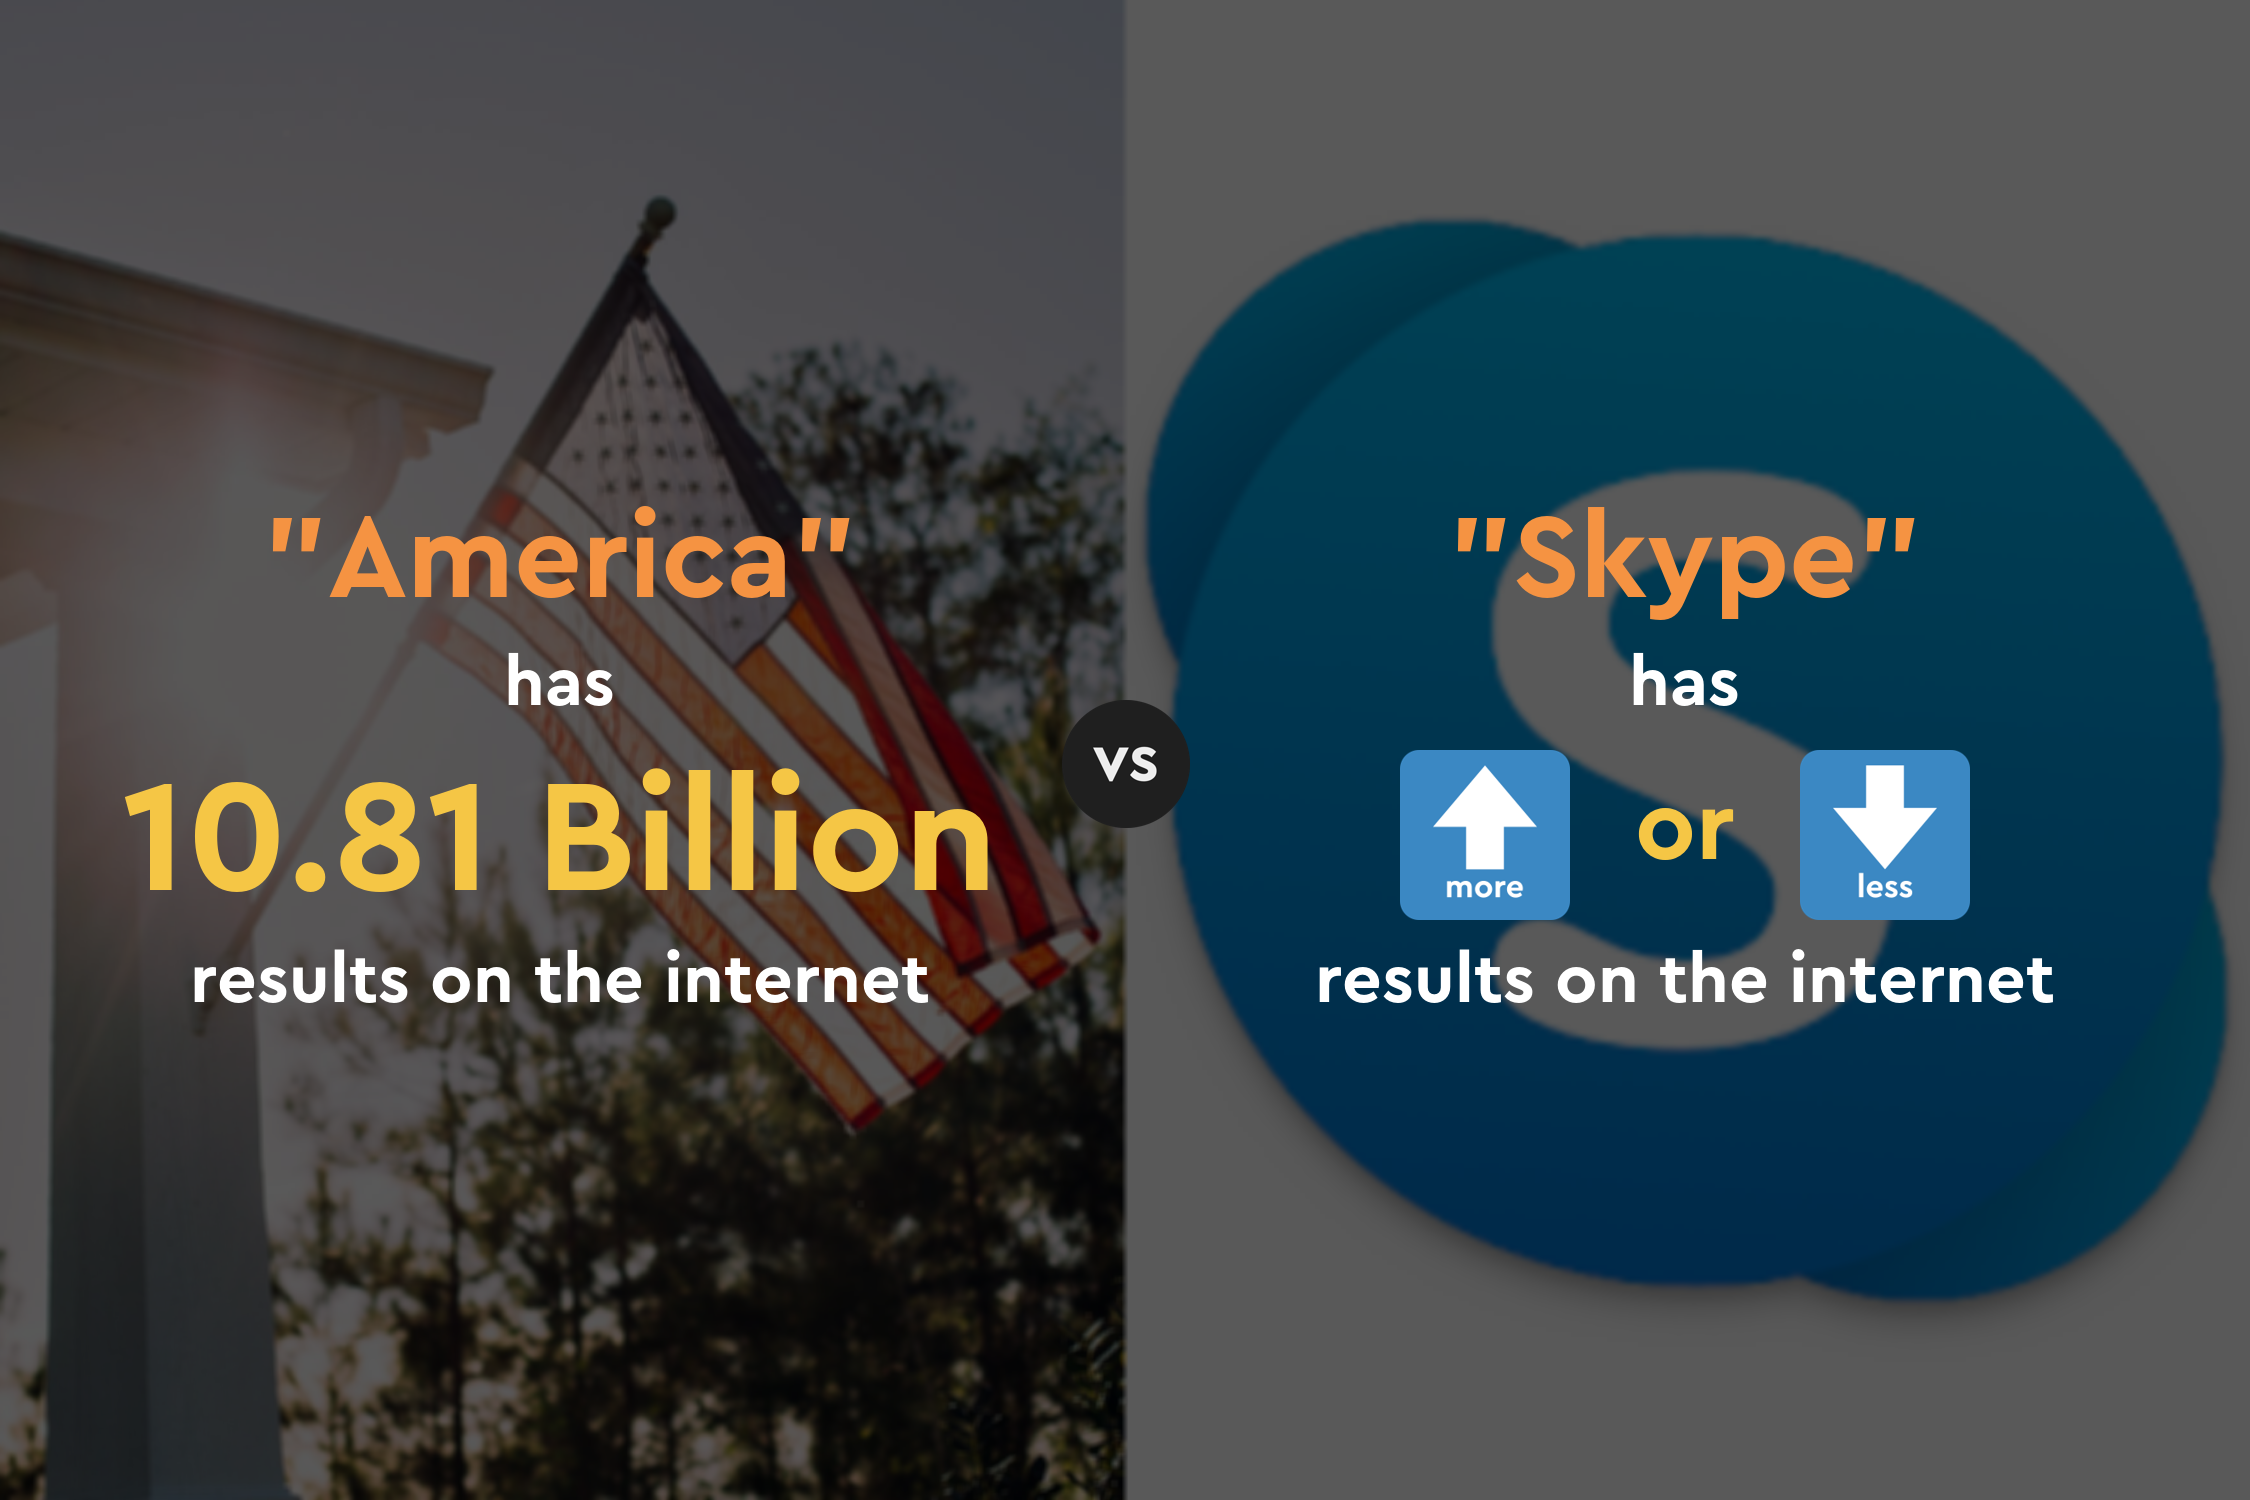 "America"
has
10.81 Billion
results on the internet
vs
"Skype"
has
more
or
less
results on the internet